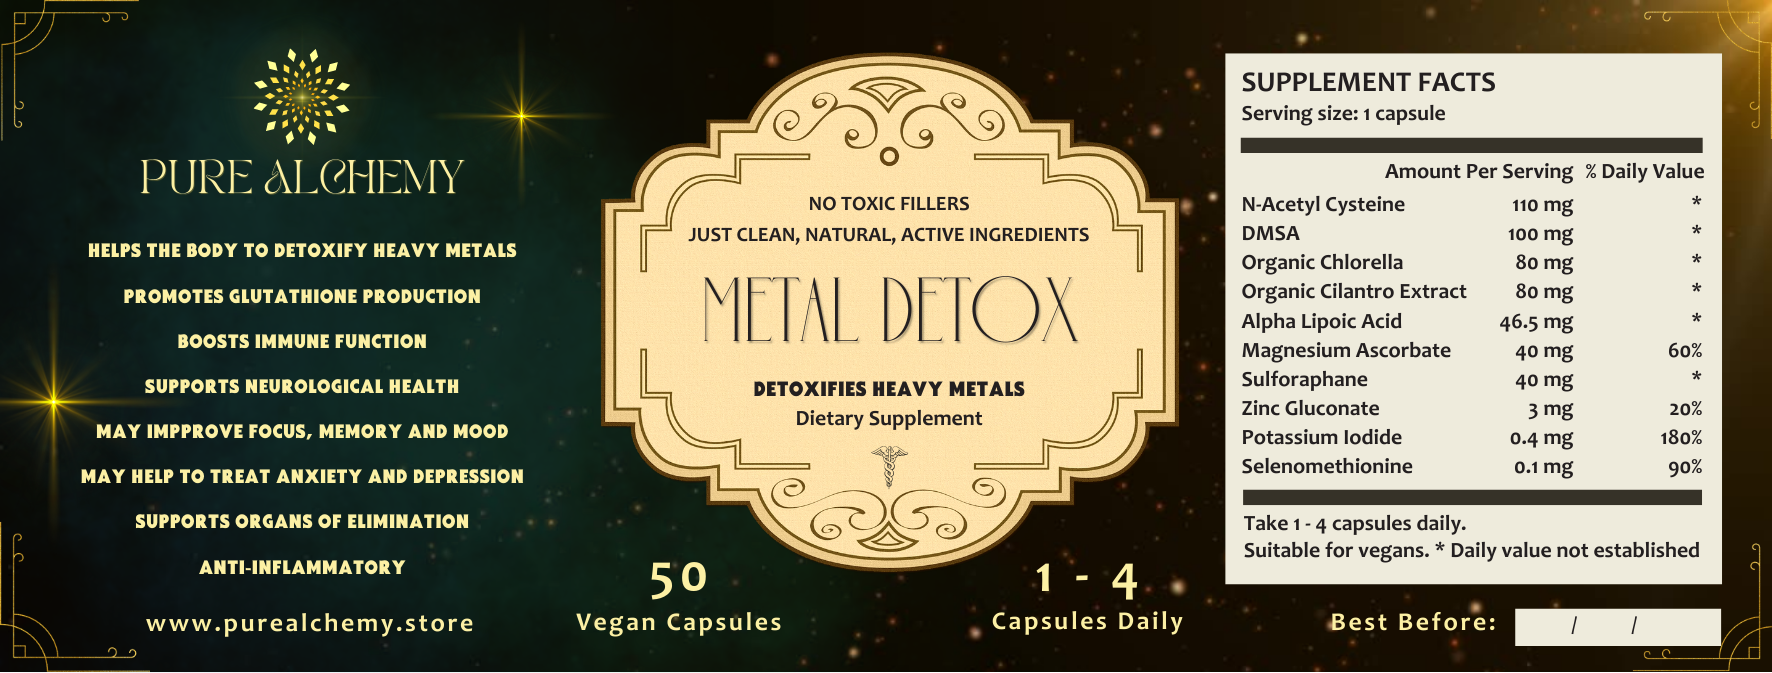 PURE ALCHEMY
HELPS THE BODY TO DETOXIFY HEAVY METALS
PROMOTES GLUTATHIONE PRODUCTION
BOOSTS IMMUNE FUNCTION
SUPPORTS NEUROLOGICAL HEALTH
MAY IMPPROVE FOCUS, MEMORY AND MOOD
MAY HELP TO TREAT ANXIETY AND DEPRESSION
SUPPORTS ORGANS OF ELIMINATION
ANTI-INFLAMMATORY
www.purealchemy.store
NO TOXIC FILLERS
JUST CLEAN, NATURAL, ACTIVE INGREDIENTS
METAL DETOX
DETOXIFIES HEAVY METALS
Dietary Supplement
50
Vegan Capsules
1 - 4
Capsules Daily
SUPPLEMENT FACTS
Serving size: 1 capsule
Amount Per Serving % Daily Value
N-Acetyl Cysteine 110 mg *
DMSA 100 mg *
Organic Chlorella 80 mg *
Organic Cilantro Extract 80 mg *
Alpha Lipoic Acid 46.5 mg *
Magnesium Ascorbate 40 mg 60%
Sulforaphane 40 mg *
Zinc Gluconate 3 mg 20%
Potassium Iodide 0.4 mg 180%
Selenomethionine 0.1 mg 90%
Take 1 - 4 capsules daily.
Suitable for vegans. * Daily value not established
Best Before: / /